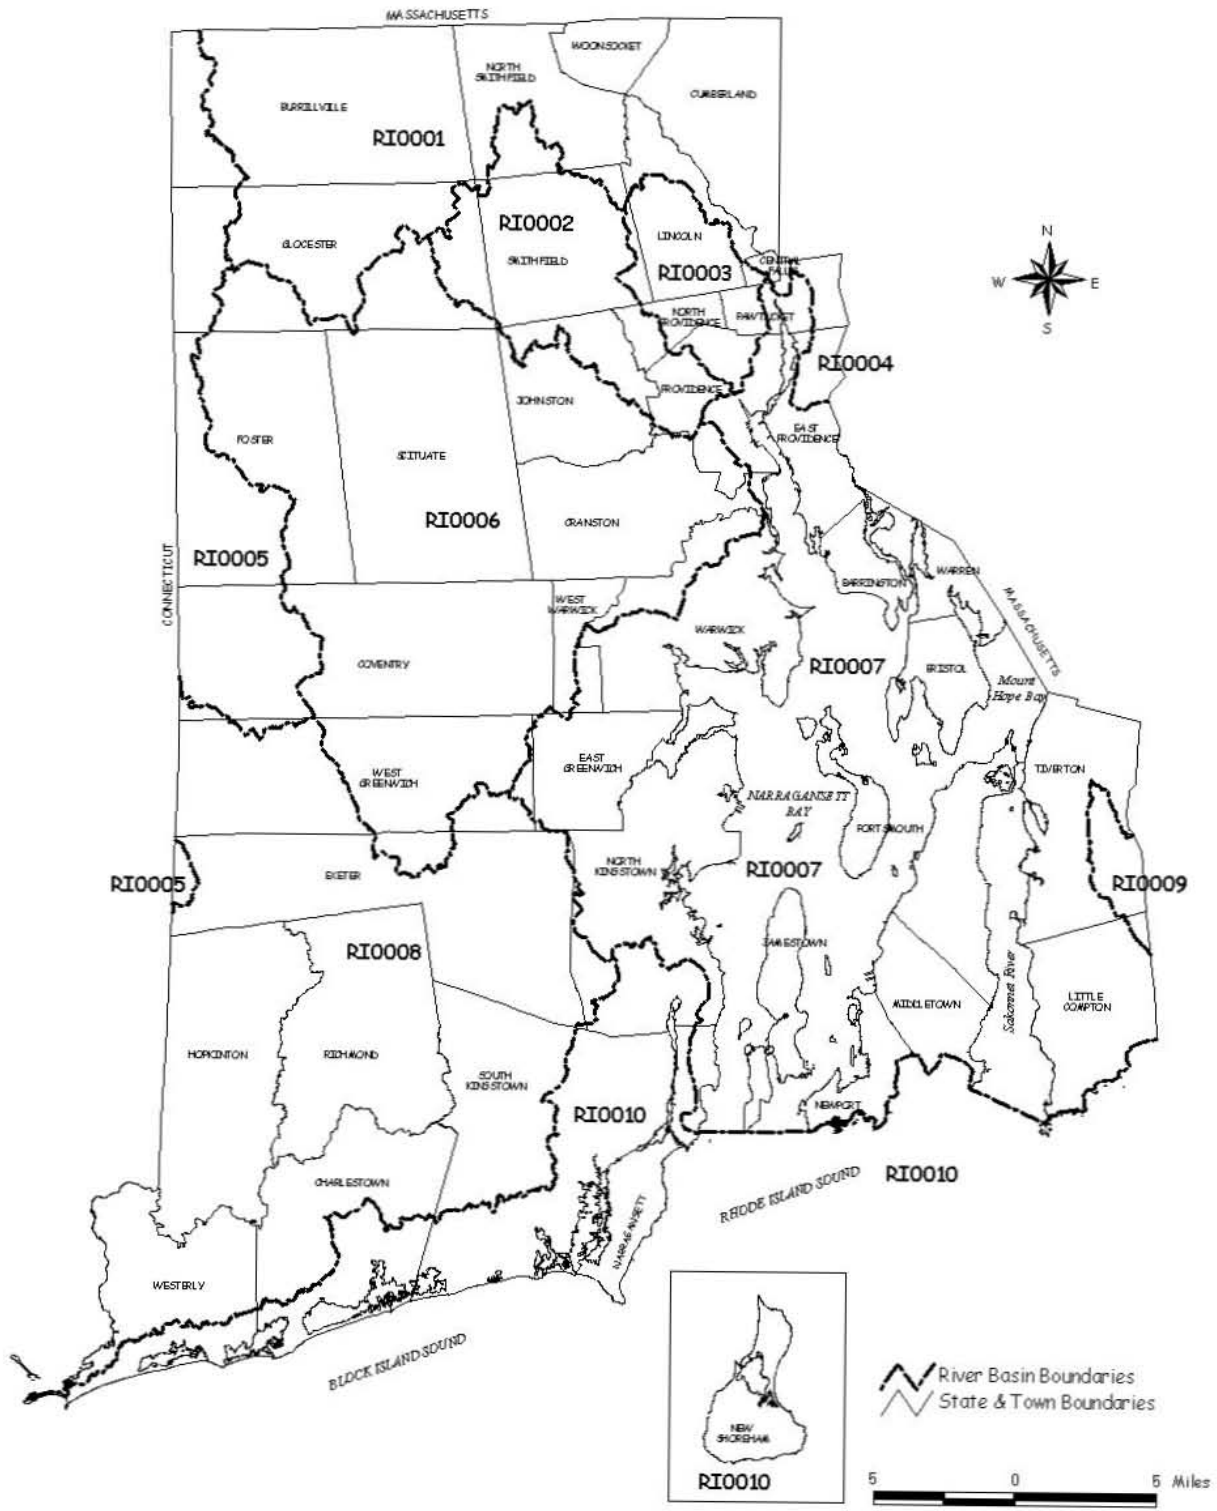 MASSACHUSETTS
WOONSOCKET
NORTH
SMITHFIELD
CUMBERLAND
BURRILLVILLE
RI0001
RI0002
GLOCESTER
SMITHFIELD
LINCOLN
RI0003
CENTRAL
FALLS
N
W
E
S
NORTH
PROVIDENCE
PAWTUCKET
RI0004
PROVIDENCE
JOHNSTON
EAST
PROVIDENCE
FOSTER
SCITUATE
RI0006
CRANSTON
RI0005
CONNECTICUT
BARRINGTON
WARREN
MASSACHUSETTS
WEST
WARWICK
WARWICK
COVENTRY
RI0007
BRISTOL
Mount
Hope Bay
WEST
GREENWICH
EAST
GREENWICH
TIVERTON
NARRAGANSETT
BAY
PORTSMOUTH
RI0005
EXETER
NORTH
KINGSTOWN
RI0007
RI0009
RI0008
JAMESTOWN
MIDDLETOWN
Sakonnet River
LITTLE
COMPTON
HOPKINTON
RICHMOND
SOUTH
KINGSTOWN
RI0010
NEWPORT
CHARLESTOWN
RHODE ISLAND SOUND
RI0010
NARRAGANSETT
WESTERLY
BLOCK ISLAND SOUND
NEW
SHOREHAM
RI0010
River Basin Boundaries
State & Town Boundaries
5 0 5 Miles